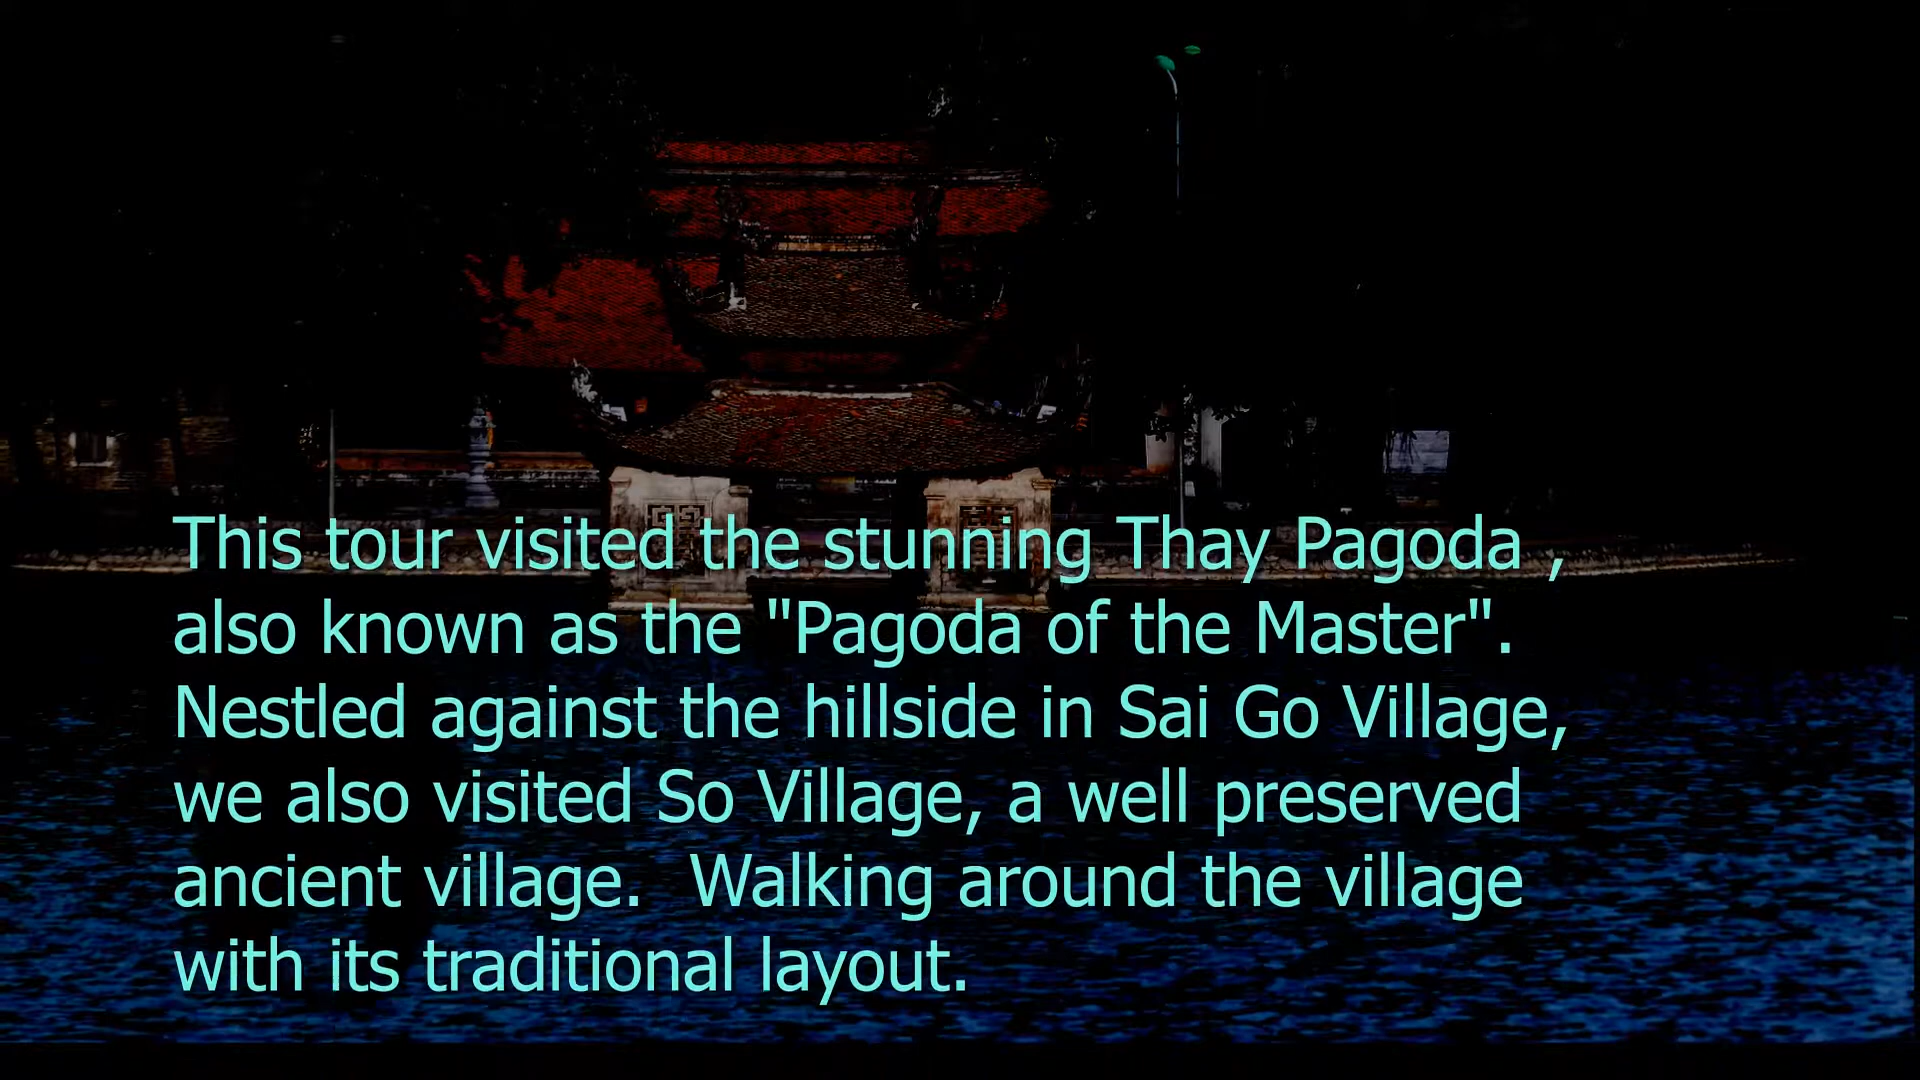 This tour visited the stunning Thay Pagoda ,
also known as the "Pagoda of the Master".
Nestled against the hillside in Sai Go Village,
we also visited So Village, a well preserved
ancient village.  Walking around the village
with its traditional layout.